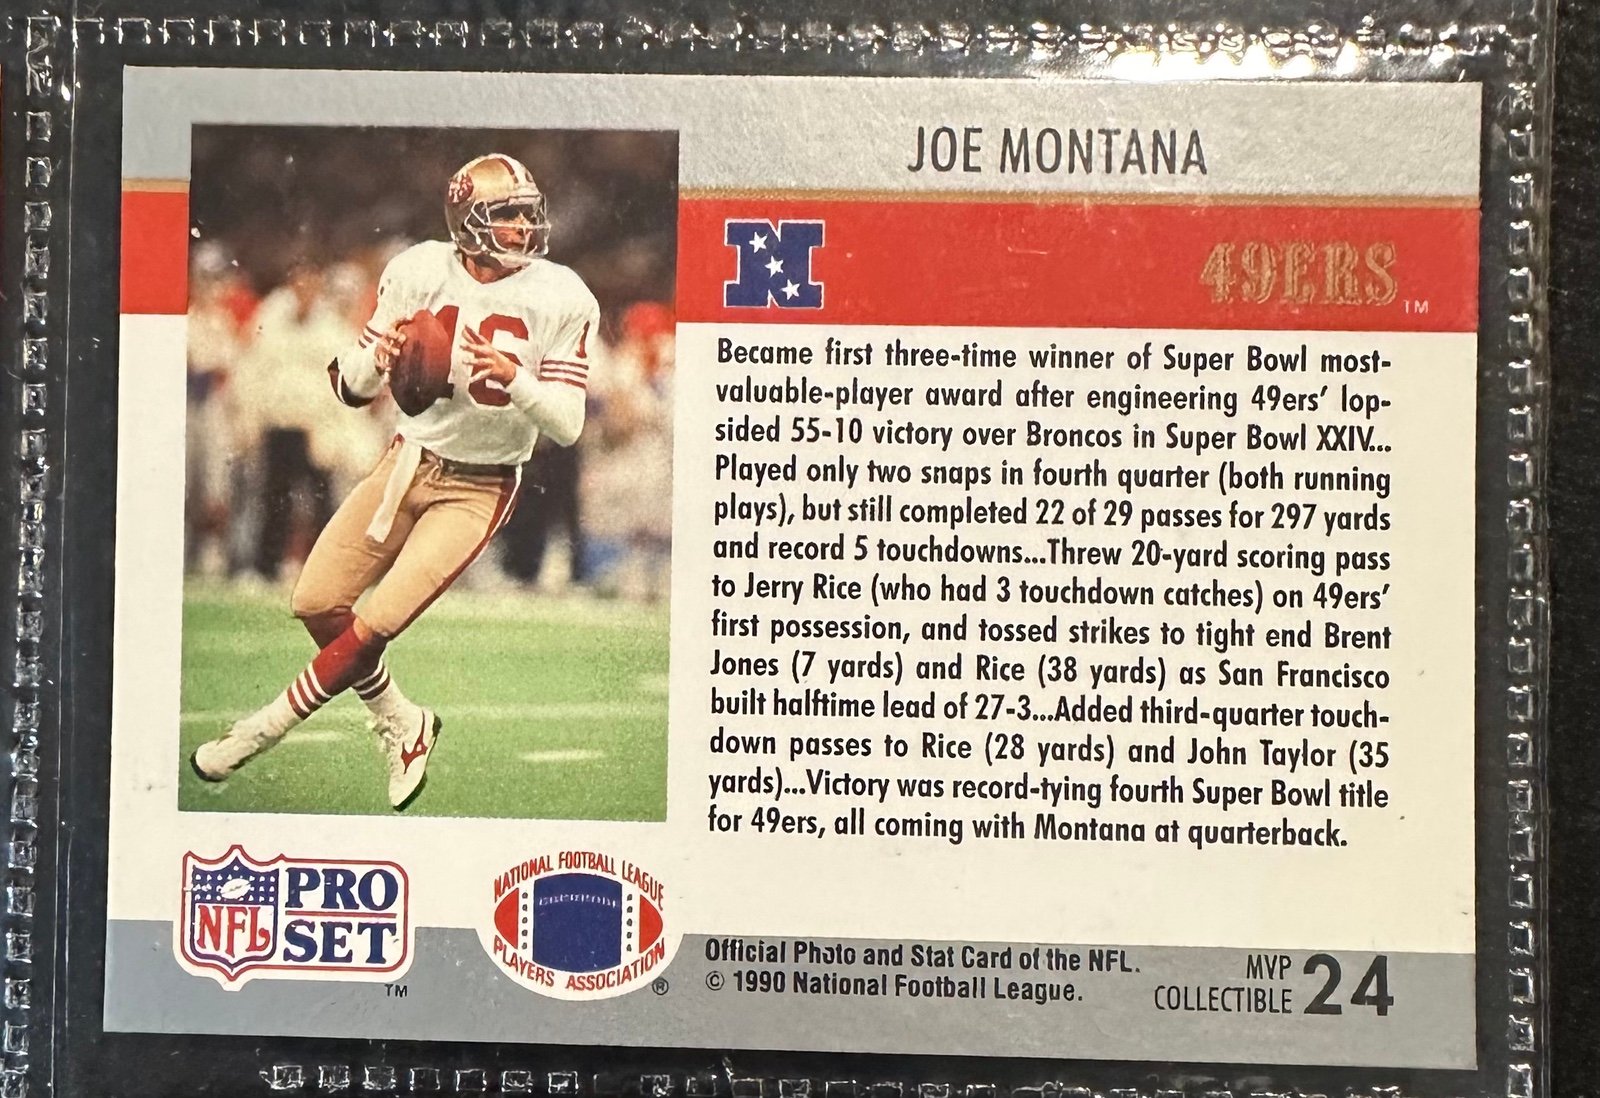 JOE MONTANA
N
49ERS
TM
16
Became first three-time winner of Super Bowl most-
valuable-player award after engineering 49ers' lop-
sided 55-10 victory over Broncos in Super Bowl XXIV...
Played only two snaps in fourth quarter (both running
plays), but still completed 22 of 29 passes for 297 yards
and record 5 touchdowns...Threw 20-yard scoring pass
to Jerry Rice (who had 3 touchdown catches) on 49ers'
first possession, and tossed strikes to tight end Brent
Jones (7 yards) and Rice (38 yards) as San Francisco
built halftime lead of 27-3...Added third-quarter touch-
down passes to Rice (28 yards) and John Taylor (35
yards)...Victory was record-tying fourth Super Bowl title
for 49ers, all coming with Montana at quarterback.
NFL
PRO
SET
TM
NATIONAL FOOTBALL LEAGUE
PLAYERS ASSOCIATION
®
Official Photo and Stat Card of the NFL.
© 1990 National Football League.
MVP
COLLECTIBLE 24